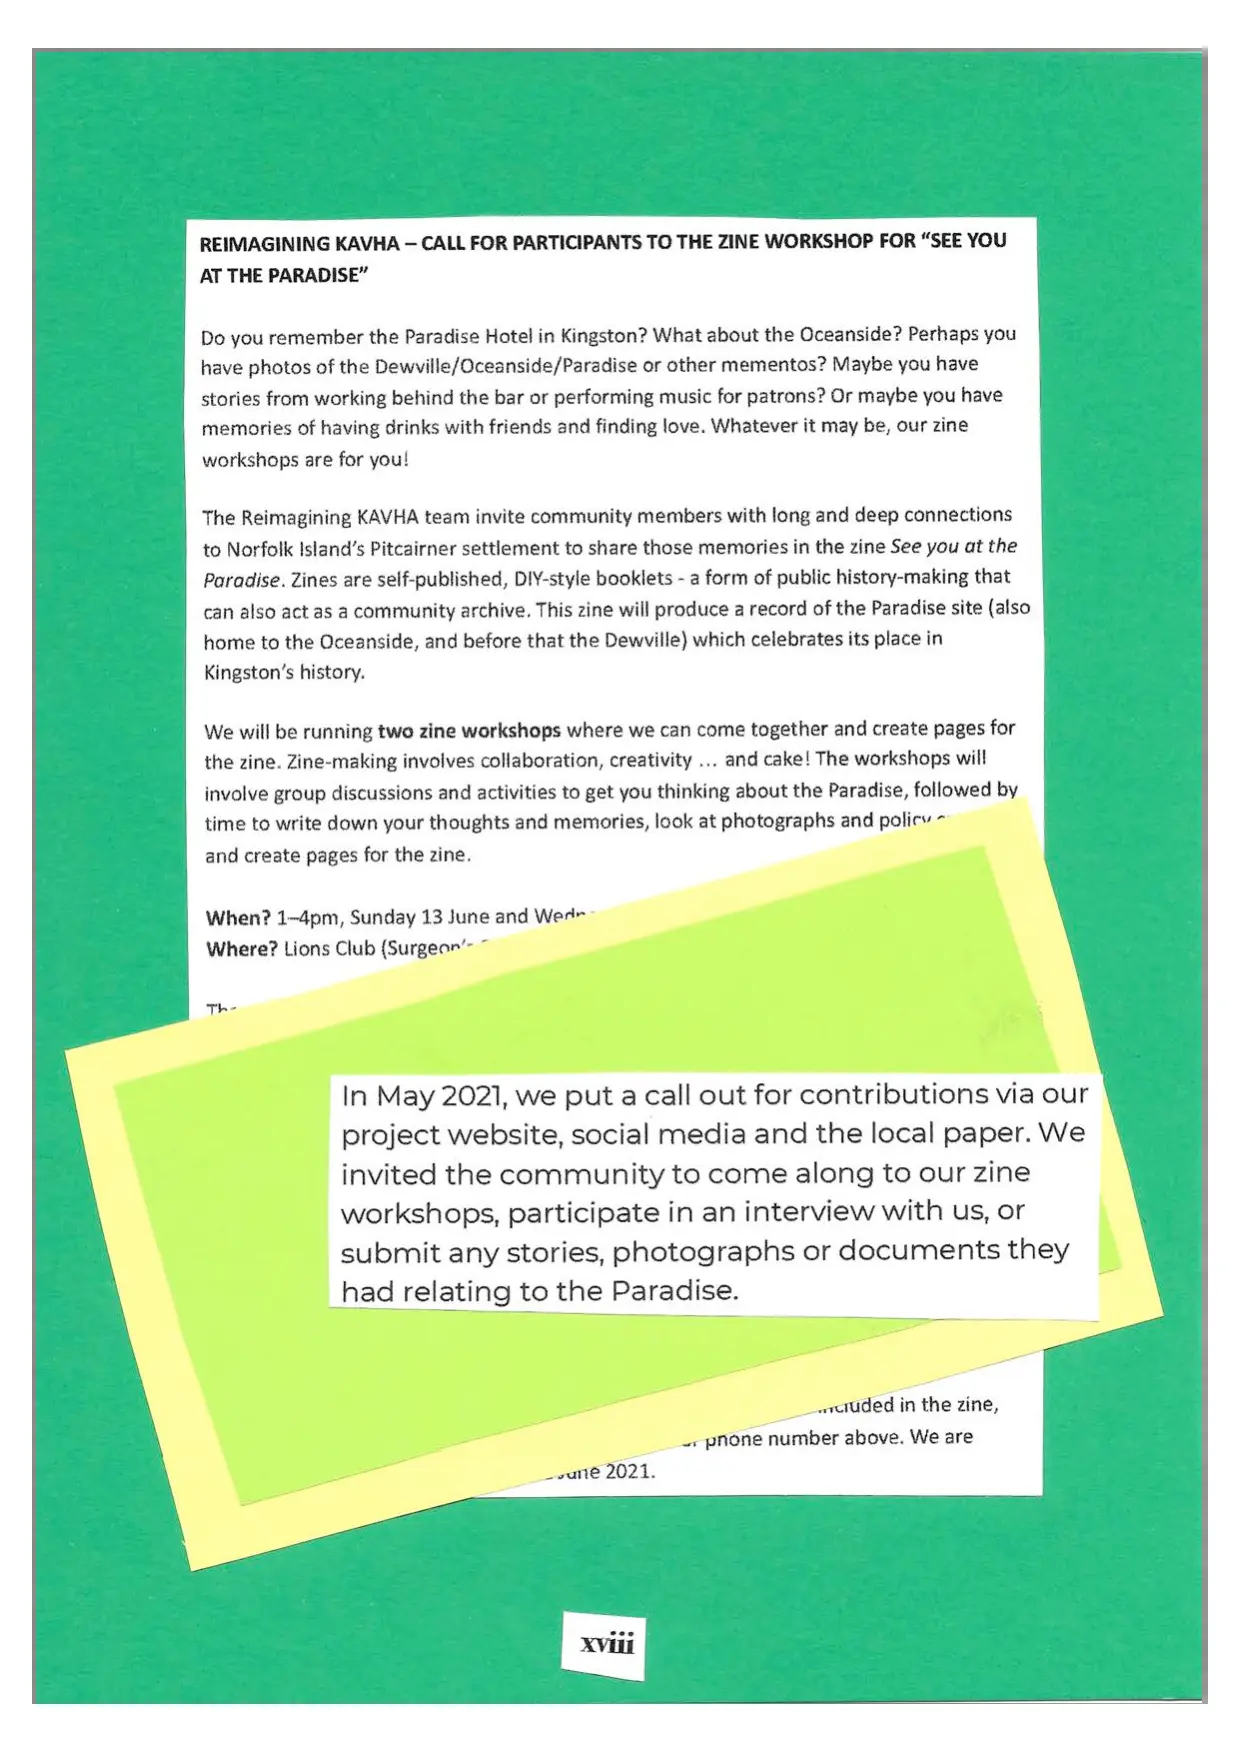 REIMAGINING KAVHA – CALL FOR PARTICIPANTS TO THE ZINE WORKSHOP FOR “SEE YOU
AT THE PARADISE”
Do you remember the Paradise Hotel in Kingston? What about the Oceanside? Perhaps you
have photos of the Dewville/Oceanside/Paradise or other mementos? Maybe you have
stories from working behind the bar or performing music for patrons? Or maybe you have
memories of having drinks with friends and finding love. Whatever it may be, our zine
workshops are for you!
The Reimagining KAVHA team invite community members with long and deep connections
to Norfolk Island’s Pitcairner settlement to share those memories in the zine See you at the
Paradise. Zines are self-published, DIY-style booklets - a form of public history-making that
can also act as a community archive. This zine will produce a record of the Paradise site (also
home to the Oceanside, and before that the Dewville) which celebrates its place in
Kingston’s history.
We will be running two zine workshops where we can come together and create pages for
the zine. Zine-making involves collaboration, creativity … and cake! The workshops will
involve group discussions and activities to get you thinking about the Paradise, followed by
time to write down your thoughts and memories, look at photographs and policy
and create pages for the zine.
When? 1–4pm, Sunday 13 June and
Where? Lions Club
In May 2021, we put a call out for contributions via our
project website, social media and the local paper. We
invited the community to come along to our zine
workshops, participate in an interview with us, or
submit any stories, photographs or documents they
had relating to the Paradise.
included in the zine,
phone number above. We are
June 2021.
xviii